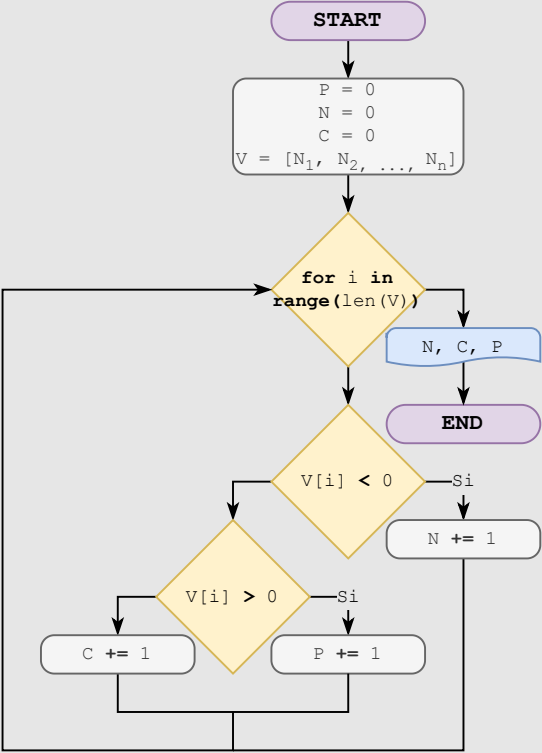 START
P = 0
N = 0
C = 0
V = [N1, N2, ..., Nn]
for i in
range(len(V))
N, C, P
END
V[i] < 0
Si
N += 1
V[i] > 0
Si
C += 1
P += 1